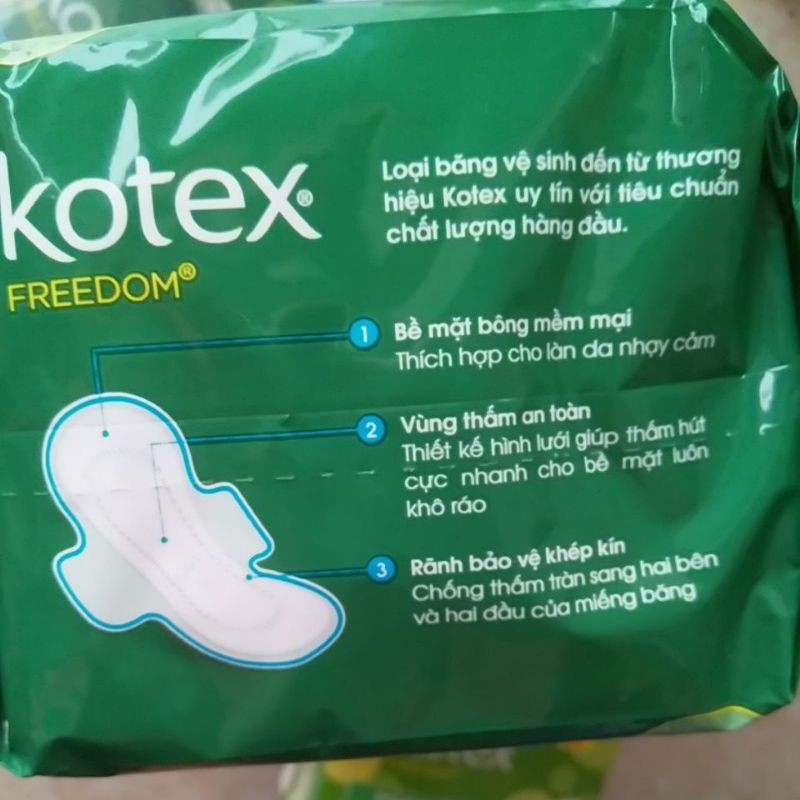 kotex®
FREEDOM®
Loại băng vệ sinh đến từ thương
hiệu Kotex uy tín với tiêu chuẩn
chất lượng hàng đầu.
1 Bề mặt bông mềm mại
Thích hợp cho làn da nhạy cảm
2 Vùng thấm an toàn
Thiết kế hình lưới giúp thấm hút
cực nhanh cho bề mặt luôn
khô ráo
3 Rãnh bảo vệ khép kín
Chống thấm tràn sang hai bên
và hai đầu của miếng băng